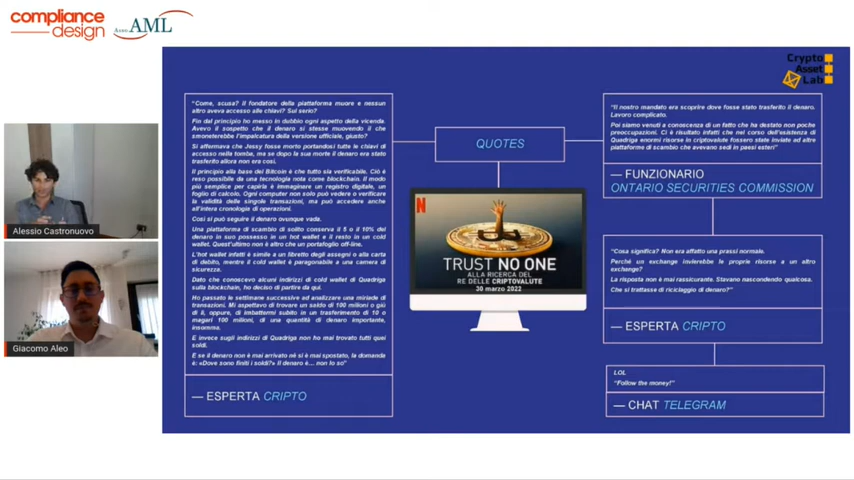 compliance
design
Assoc. AML
Crypto
Asset
Lab
Alessio Castronuovo
Giacomo Aleo
"Come, scusa? Il fondatore della piattaforma muore e nessun
altro aveva accesso alle chiavi? Sul serio?
Fin dal principio ho messo in dubbio ogni aspetto della vicenda.
Avevo il sospetto che il denaro si stesse muovendo il che
smonterebbe l'impalcatura della versione ufficiale, giusto?
Si affermava che Jessy fosse morto portandosi tutte le chiavi di
accesso nella tomba, ma se dopo la sua morte il denaro era stato
trasferito allora non era così.
Il principio alla base del Bitcoin è che tutto sia verificabile. Ciò è
reso possibile da una tecnologia nota come blockchain. Il modo
più semplice per capirla è immaginare un registro digitale, un
foglio di calcolo. Ogni computer non solo può vedere o verificare
la validità delle singole transazioni, ma può accedere anche
all'intera cronologia di operazioni.
Così si può seguire il denaro ovunque vada.
Una piattaforma di scambio di solito conserva il 5 o il 10% del
denaro in suo possesso in un hot wallet e il resto in un cold
wallet. Quest'ultimo non è altro che un portafoglio off-line.
L'hot wallet infatti è simile a un libretto degli assegni o alla carta
di debito, mentre il cold wallet è paragonabile a una camera di
sicurezza.
Dato che conoscevo alcuni indirizzi di cold wallet di Quadriga
sulla blockchain, ho deciso di partire da qui.
Ho passato le settimane successive ad analizzare una miriade di
transazioni. Mi aspettavo di trovare un saldo di 100 milioni o giù
di lì, oppure, di imbattermi subito in un trasferimento di 10 o
magari 100 milioni, di una quantità di denaro importante,
insomma.
E invece sugli indirizzi di Quadriga non ho mai trovato tutti quei
soldi.
E se il denaro non è mai arrivato né si è mai spostato, la domanda
è: «Dove sono finiti i soldi?» Il denaro è… non lo so"
— ESPERTA CRIPTO
QUOTES
N
TRUST NO ONE
ALLA RICERCA DEL
RE DELLE CRIPTOVALUTE
30 marzo 2022
"Il nostro mandato era scoprire dove fosse stato trasferito il denaro.
Lavoro complicato.
Poi siamo venuti a conoscenza di un fatto che ha destato non poche
preoccupazioni. Ci è risultato infatti che nel corso dell'esistenza di
Quadriga enormi risorse in criptovalute fossero state inviate ad altre
piattaforme di scambio che avevano sedi in paesi esteri"
— FUNZIONARIO
ONTARIO SECURITIES COMMISSION
"Cosa significa? Non era affatto una prassi normale.
Perché un exchange invierebbe le proprie risorse a un altro
exchange?
La risposta non è mai rassicurante. Stavano nascondendo qualcosa.
Che si trattasse di riciclaggio di denaro?"
— ESPERTA CRIPTO
LOL
"Follow the money!"
— CHAT TELEGRAM